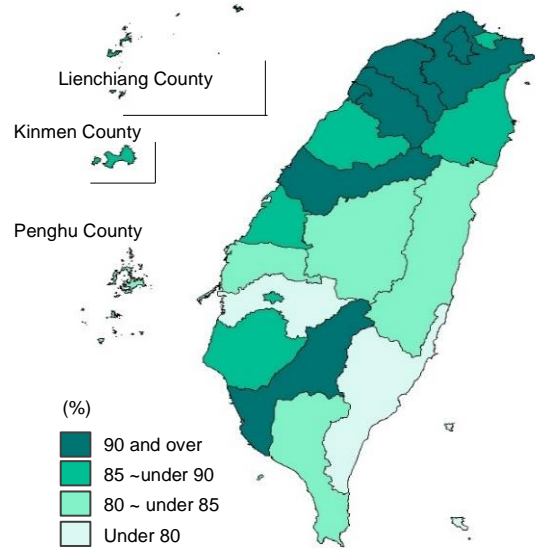 Lienchiang County
Kinmen County
Penghu County
(%)
90 and over
85 ~under 90
80 ~ under 85
Under 80